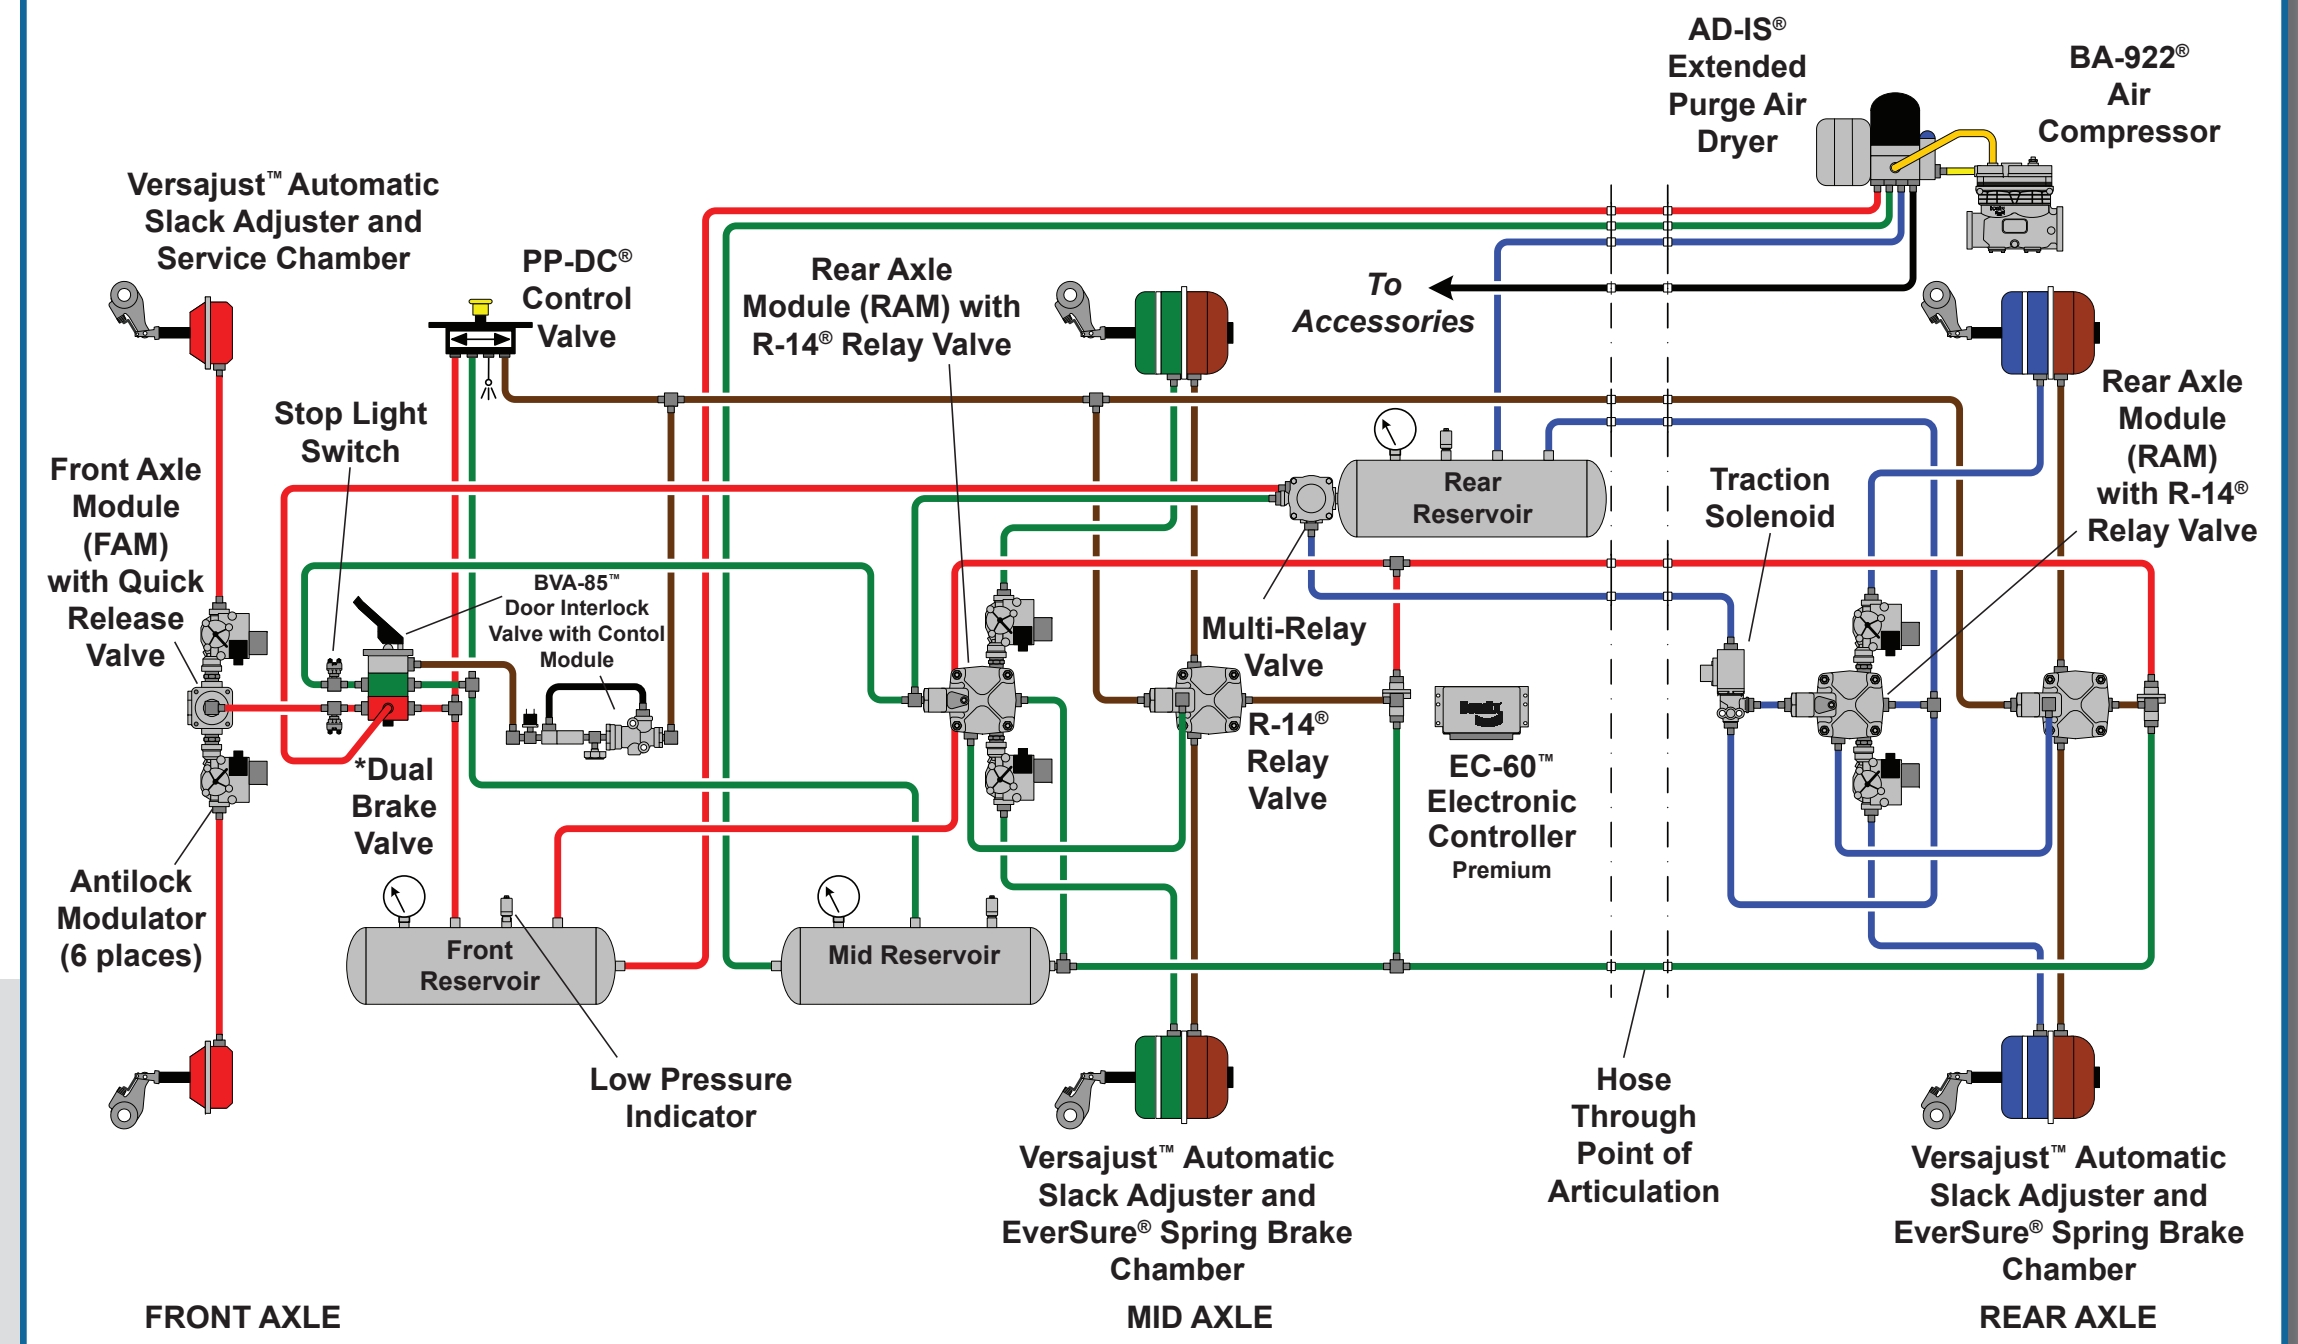 AD-IS®
Extended
Purge Air
Dryer
BA-922®
Air
Compressor
Versajust™ Automatic
Slack Adjuster and
Service Chamber
PP-DC®
Control
Valve
Rear Axle
Module (RAM) with
R-14® Relay Valve
To
Accessories
Rear Axle
Module
(RAM)
with R-14®
Relay Valve
Stop Light
Switch
Front Axle
Module
(FAM)
with Quick
Release
Valve
Rear
Reservoir
Traction
Solenoid
BVA-85™
Door Interlock
Valve with Contol
Module
Multi-Relay
Valve
R-14®
Relay
Valve
Bendix
EC-60™
Electronic
Controller
Premium
*Dual
Brake
Valve
Antilock
Modulator
(6 places)
Front
Reservoir
Mid Reservoir
Low Pressure
Indicator
Hose
Through
Point of
Articulation
Versajust™ Automatic
Slack Adjuster and
EverSure® Spring Brake
Chamber
Versajust™ Automatic
Slack Adjuster and
EverSure® Spring Brake
Chamber
FRONT AXLE
MID AXLE
REAR AXLE